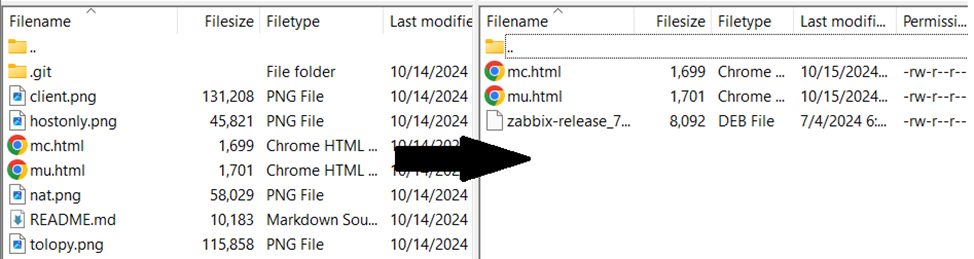 Filename Filesize Filetype Last modifie
..
.git File folder 10/14/2024
client.png 131,208 PNG File 10/14/2024
hostonly.png 45,821 PNG File 10/14/2024
mc.html 1,699 Chrome HTML ... 10/14/2024
mu.html 1,701 Chrome HTML ... 10/14/2024
nat.png 58,029 PNG File 10/14/2024
README.md 10,183 Markdown Sou... 10/14/2024
tolopy.png 115,858 PNG File 10/14/2024
Filename Filesize Filetype Last modifi... Permissi...
..
mc.html 1,699 Chrome ... 10/15/2024... -rw-r--r--
mu.html 1,701 Chrome ... 10/15/2024... -rw-r--r--
zabbix-release_7... 8,092 DEB File 7/4/2024 6:... -rw-r--r--